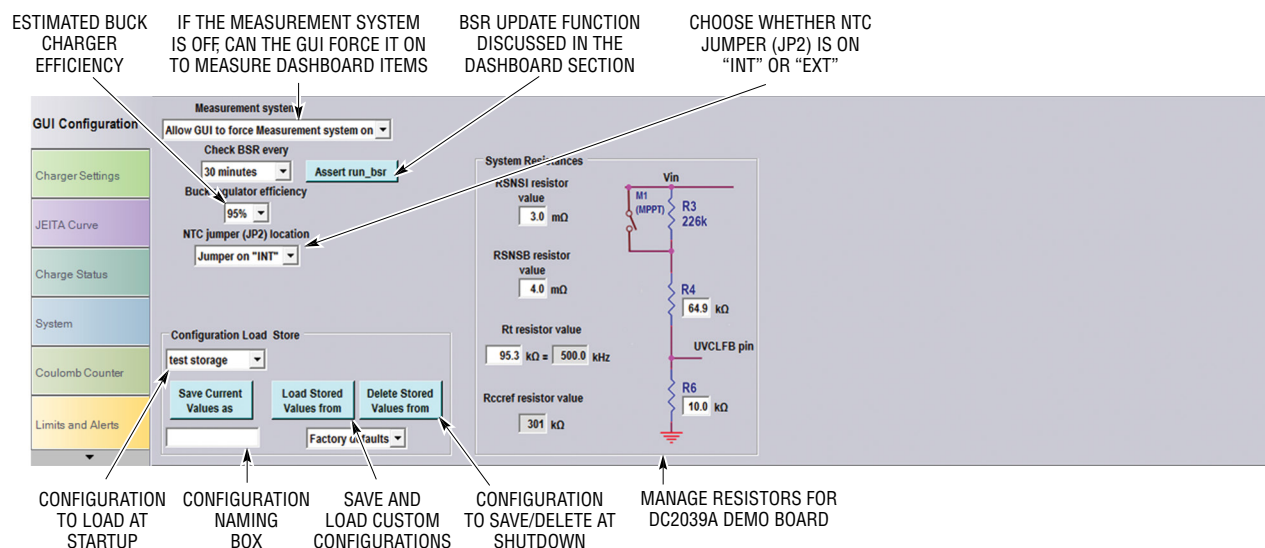 ESTIMATED BUCK
CHARGER
EFFICIENCY
IF THE MEASUREMENT SYSTEM
IS OFF, CAN THE GUI FORCE IT ON
TO MEASURE DASHBOARD ITEMS
BSR UPDATE FUNCTION
DISCUSSED IN THE
DASHBOARD SECTION
CHOOSE WHETHER NTC
JUMPER (JP2) IS ON
“INT” OR “EXT”
GUI Configuration
Charger Settings
JEITA Curve
Charge Status
System
Coulomb Counter
Limits and Alerts
Measurement system
Allow GUI to force Measurement system on
Check BSR every
30 minutes
Assert run_bsr
Buck regulator efficiency
95%
NTC jumper (JP2) location
Jumper on "INT"
Configuration Load Store
test storage
Save Current
Values as
Load Stored
Values from
Delete Stored
Values from
Factory defaults
System Resistances
RSNSI resistor
value
3.0 mΩ
RSNSB resistor
value
4.0 mΩ
Rt resistor value
95.3 kΩ = 500.0 kHz
Rccref resistor value
301 kΩ
Vin
M1
(MPPT)
R3
226k
R4
64.9 kΩ
UVCLFB pin
R6
10.0 kΩ
CONFIGURATION
TO LOAD AT
STARTUP
CONFIGURATION
NAMING
BOX
SAVE AND
LOAD CUSTOM
CONFIGURATIONS
CONFIGURATION
TO SAVE/DELETE AT
SHUTDOWN
MANAGE RESISTORS FOR
DC2039A DEMO BOARD